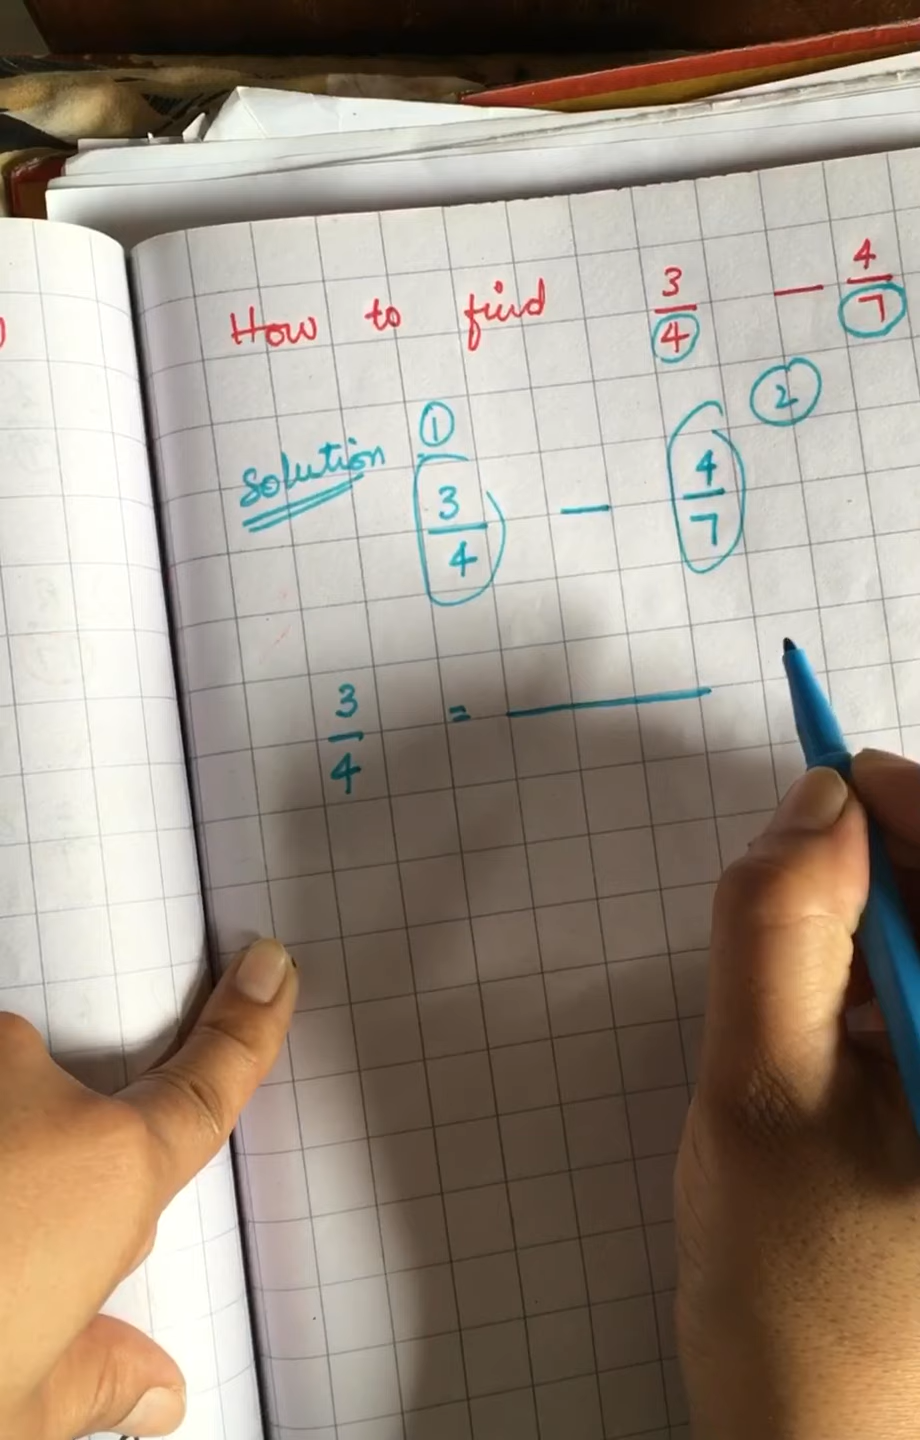 How to find 3/4 — 4/7
① ②
Solution 3/4 — 4/7
3/4 =